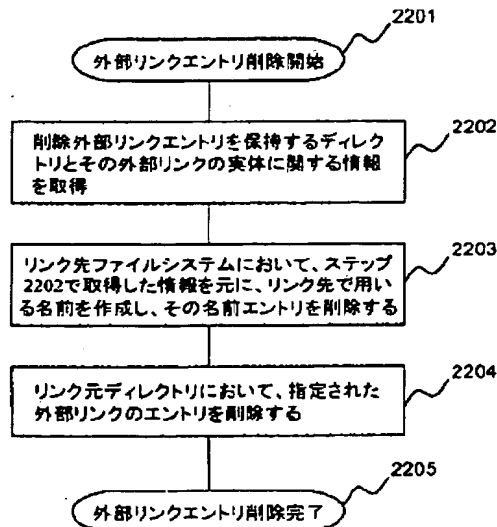 2201
外部リンクエントリ削除開始
2202
削除外部リンクエントリを保持するディレク
トリとその外部リンクの実体に関する情報
を取得
2203
リンク先ファイルシステムにおいて、ステップ
2202で取得した情報を元に、リンク先で用い
る名前を作成し、その名前エントリを削除する
2204
リンク元ディレクトリにおいて、指定された
外部リンクのエントリを削除する
2205
外部リンクエントリ削除完了